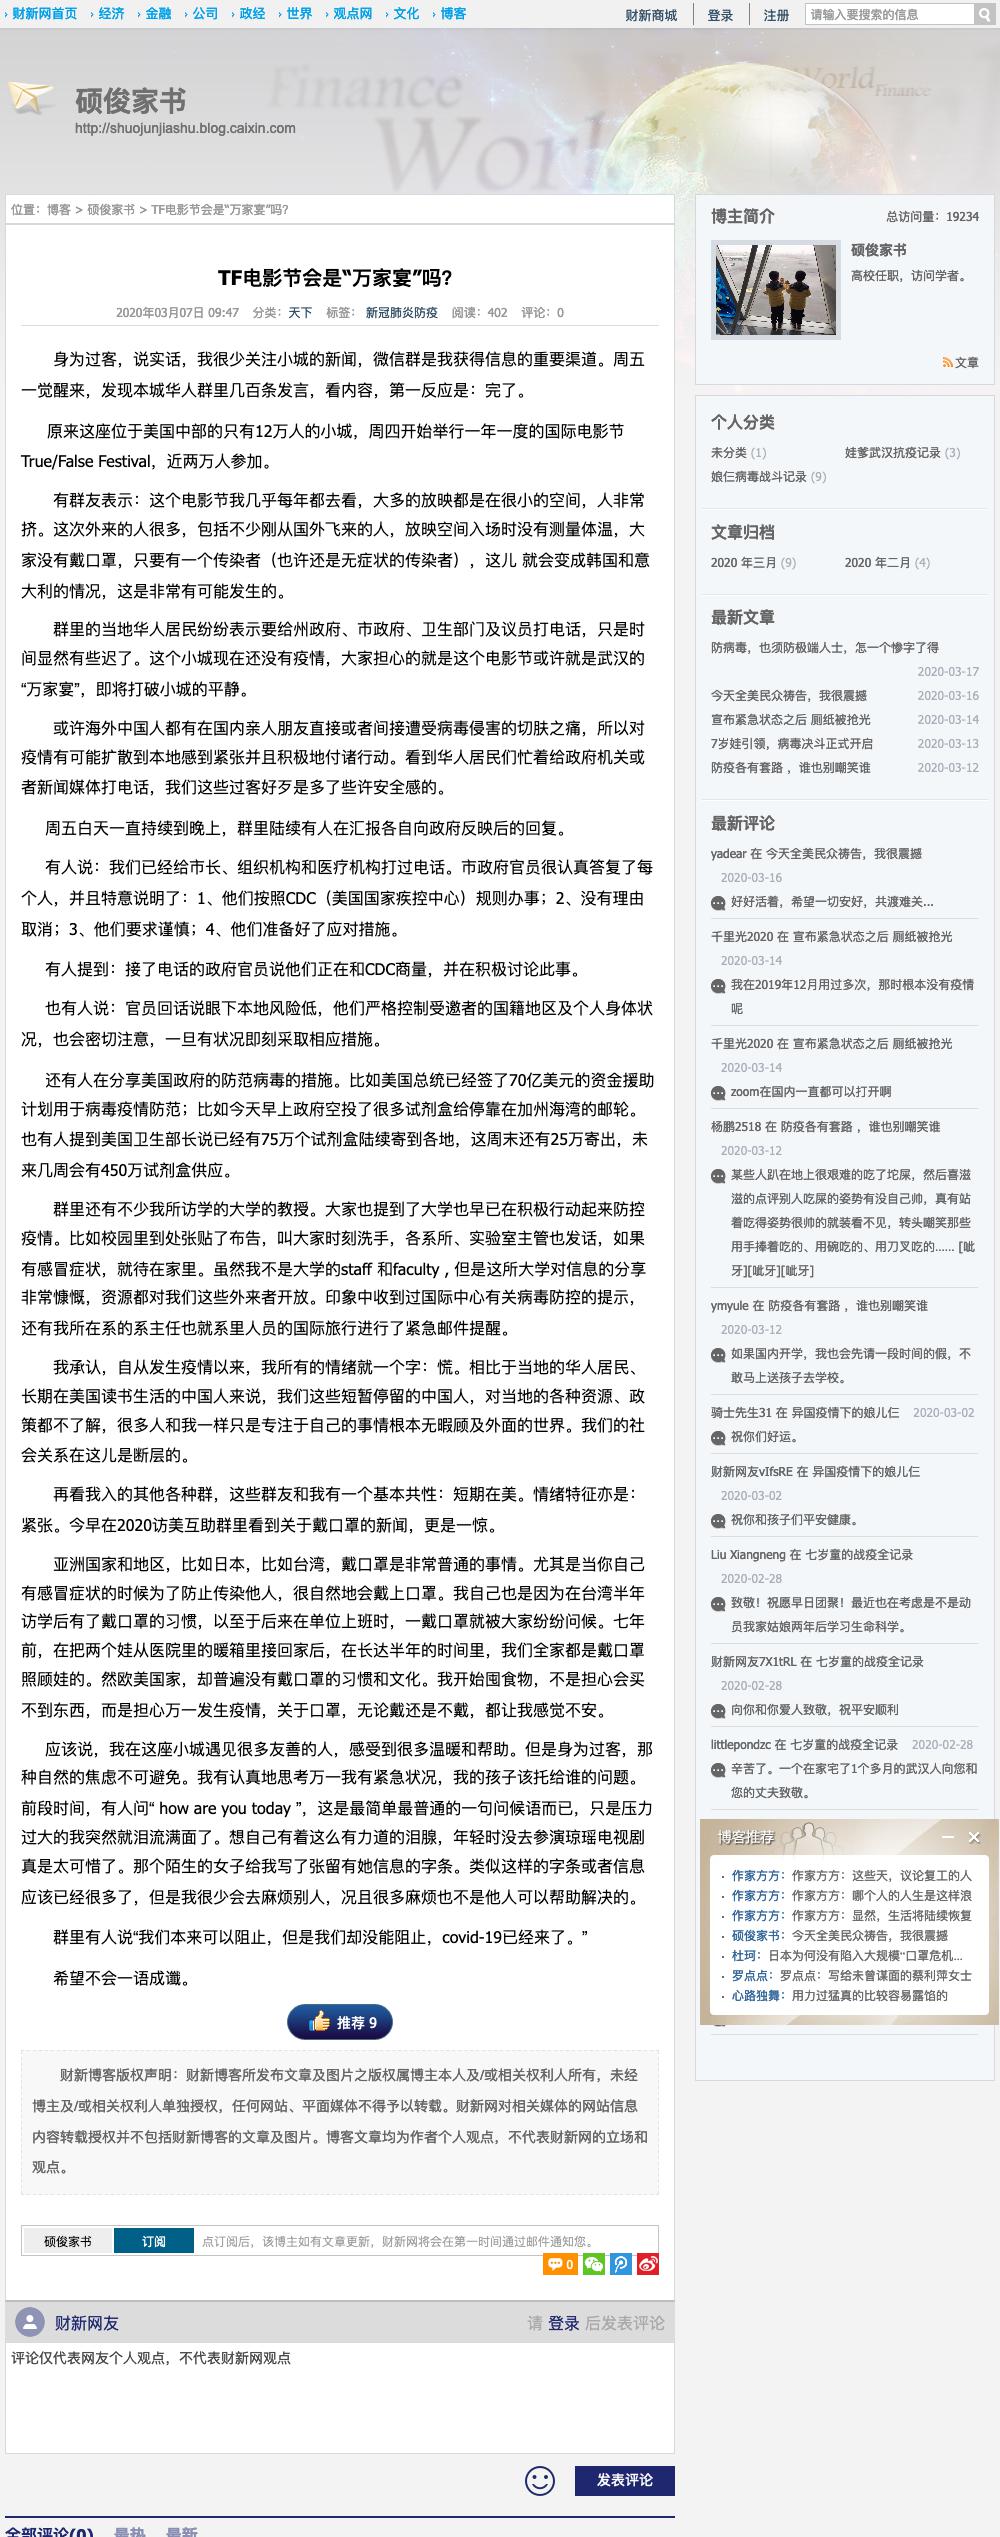 财新网首页 经济 金融 公司 政经 世界 观点网 文化 博客
财新商城 登录 注册 请输入要搜索的信息
Finance
World
World
Finance
硕俊家书
http://shuojunjiashu.blog.caixin.com
位置：博客 > 硕俊家书 > TF电影节会是“万家宴”吗？
TF电影节会是“万家宴”吗？
2020年03月07日 09:47 分类：天下 标签： 新冠肺炎防疫 阅读：402 评论：0
身为过客，说实话，我很少关注小城的新闻，微信群是我获得信息的重要渠道。周五
一觉醒来，发现本城华人群里几百条发言，看内容，第一反应是：完了。
原来这座位于美国中部的只有12万人的小城，周四开始举行一年一度的国际电影节
True/False Festival，近两万人参加。
有群友表示：这个电影节我几乎每年都去看，大多的放映都是在很小的空间，人非常
挤。这次外来的人很多，包括不少刚从国外飞来的人，放映空间入场时没有测量体温，大
家没有戴口罩，只要有一个传染者（也许还是无症状的传染者），这儿 就会变成韩国和意
大利的情况，这是非常有可能发生的。
群里的当地华人居民纷纷表示要给州政府、市政府、卫生部门及议员打电话，只是时
间显然有些迟了。这个小城现在还没有疫情，大家担心的就是这个电影节或许就是武汉的
“万家宴”，即将打破小城的平静。
或许海外中国人都有在国内亲人朋友直接或者间接遭受病毒侵害的切肤之痛，所以对
疫情有可能扩散到本地感到紧张并且积极地付诸行动。看到华人居民们忙着给政府机关或
者新闻媒体打电话，我们这些过客好歹是多了些许安全感的。
周五白天一直持续到晚上，群里陆续有人在汇报各自向政府反映后的回复。
有人说：我们已经给市长、组织机构和医疗机构打过电话。市政府官员很认真答复了每
个人，并且特意说明了：1、他们按照CDC（美国国家疾控中心）规则办事；2、没有理由
取消；3、他们要求谨慎；4、他们准备好了应对措施。
有人提到：接了电话的政府官员说他们正在和CDC商量，并在积极讨论此事。
也有人说：官员回话说眼下本地风险低，他们严格控制受邀者的国籍地区及个人身体状
况，也会密切注意，一旦有状况即刻采取相应措施。
还有人在分享美国政府的防范病毒的措施。比如美国总统已经签了70亿美元的资金援助
计划用于病毒疫情防范；比如今天早上政府空投了很多试剂盒给停靠在加州海湾的邮轮。
也有人提到美国卫生部长说已经有75万个试剂盒陆续寄到各地，这周末还有25万寄出，未
来几周会有450万试剂盒供应。
群里还有不少我所访学的大学的教授。大家也提到了大学也早已在积极行动起来防控
疫情。比如校园里到处张贴了布告，叫大家时刻洗手，各系所、实验室主管也发话，如果
有感冒症状，就待在家里。虽然我不是大学的staff 和faculty , 但是这所大学对信息的分享
非常慷慨，资源都对我们这些外来者开放。印象中收到过国际中心有关病毒防控的提示，
还有我所在系的系主任也就系里人员的国际旅行进行了紧急邮件提醒。
我承认，自从发生疫情以来，我所有的情绪就一个字：慌。相比于当地的华人居民、
长期在美国读书生活的中国人来说，我们这些短暂停留的中国人，对当地的各种资源、政
策都不了解，很多人和我一样只是专注于自己的事情根本无暇顾及外面的世界。我们的社
会关系在这儿是断层的。
再看我入的其他各种群，这些群友和我有一个基本共性：短期在美。情绪特征亦是：
紧张。今早在2020访美互助群里看到关于戴口罩的新闻，更是一惊。
亚洲国家和地区，比如日本，比如台湾，戴口罩是非常普通的事情。尤其是当你自己
有感冒症状的时候为了防止传染他人，很自然地会戴上口罩。我自己也是因为在台湾半年
访学后有了戴口罩的习惯，以至于后来在单位上班时，一戴口罩就被大家纷纷问候。七年
前，在把两个娃从医院里的暖箱里接回家后，在长达半年的时间里，我们全家都是戴口罩
照顾娃的。然欧美国家，却普遍没有戴口罩的习惯和文化。我开始囤食物，不是担心会买
不到东西，而是担心万一发生疫情，关于口罩，无论戴还是不戴，都让我感觉不安。
应该说，我在这座小城遇见很多友善的人，感受到很多温暖和帮助。但是身为过客，那
种自然的焦虑不可避免。我有认真地思考万一我有紧急状况，我的孩子该托给谁的问题。
前段时间，有人问“ how are you today ”，这是最简单最普通的一句问候语而已，只是压力
过大的我突然就泪流满面了。想自己有着这么有力道的泪腺，年轻时没去参演琼瑶电视剧
真是太可惜了。那个陌生的女子给我写了张留有她信息的字条。类似这样的字条或者信息
应该已经很多了，但是我很少会去麻烦别人，况且很多麻烦也不是他人可以帮助解决的。
群里有人说“我们本来可以阻止，但是我们却没能阻止，covid-19已经来了。”
希望不会一语成谶。
推荐 9
财新博客版权声明：财新博客所发布文章及图片之版权属博主本人及/或相关权利人所有，未经
博主及/或相关权利人单独授权，任何网站、平面媒体不得予以转载。财新网对相关媒体的网站信息
内容转载授权并不包括财新博客的文章及图片。博客文章均为作者个人观点，不代表财新网的立场和
观点。
硕俊家书 订阅 点订阅后，该博主如有文章更新，财新网将会在第一时间通过邮件通知您。
0
财新网友 请 登录 后发表评论
评论仅代表网友个人观点，不代表财新网观点
发表评论
全部评论(0) 最热 最新
博主简介 总访问量：19234
硕俊家书
高校任职，访问学者。
文章
个人分类
未分类 (1) 娃爹武汉抗疫记录 (3)
娘仨病毒战斗记录 (9)
文章归档
2020 年三月 (9) 2020 年二月 (4)
最新文章
防病毒，也须防极端人士，怎一个惨字了得
2020-03-17
今天全美民众祷告，我很震撼 2020-03-16
宣布紧急状态之后 厕纸被抢光 2020-03-14
7岁娃引领，病毒决斗正式开启 2020-03-13
防疫各有套路 ，谁也别嘲笑谁 2020-03-12
最新评论
yadear 在 今天全美民众祷告，我很震撼
2020-03-16
好好活着，希望一切安好，共渡难关...
千里光2020 在 宣布紧急状态之后 厕纸被抢光
2020-03-14
我在2019年12月用过多次，那时根本没有疫情
呢
千里光2020 在 宣布紧急状态之后 厕纸被抢光
2020-03-14
zoom在国内一直都可以打开啊
杨鹏2518 在 防疫各有套路 ，谁也别嘲笑谁
2020-03-12
某些人趴在地上很艰难的吃了坨屎，然后喜滋
滋的点评别人吃屎的姿势有没自己帅，真有站
着吃得姿势很帅的就装看不见，转头嘲笑那些
用手捧着吃的、用碗吃的、用刀叉吃的…… [呲
牙][呲牙][呲牙]
ymyule 在 防疫各有套路 ，谁也别嘲笑谁
2020-03-12
如果国内开学，我也会先请一段时间的假，不
敢马上送孩子去学校。
骑士先生31 在 异国疫情下的娘儿仨 2020-03-02
祝你们好运。
财新网友vIfsRE 在 异国疫情下的娘儿仨
2020-03-02
祝你和孩子们平安健康。
Liu Xiangneng 在 七岁童的战疫全记录
2020-02-28
致敬！祝愿早日团聚！最近也在考虑是不是动
员我家姑娘两年后学习生命科学。
财新网友7X1tRL 在 七岁童的战疫全记录
2020-02-28
向你和你爱人致敬，祝平安顺利
littlepondzc 在 七岁童的战疫全记录 2020-02-28
辛苦了。一个在家宅了1个多月的武汉人向您和
您的丈夫致敬。
博客推荐
作家方方：作家方方：这些天，议论复工的人
作家方方：作家方方：哪个人的人生是这样浪
作家方方：作家方方：显然，生活将陆续恢复
硕俊家书：今天全美民众祷告，我很震撼
杜珂：日本为何没有陷入大规模“口罩危机...
罗点点：罗点点：写给未曾谋面的蔡利萍女士
心路独舞：用力过猛真的比较容易露馅的